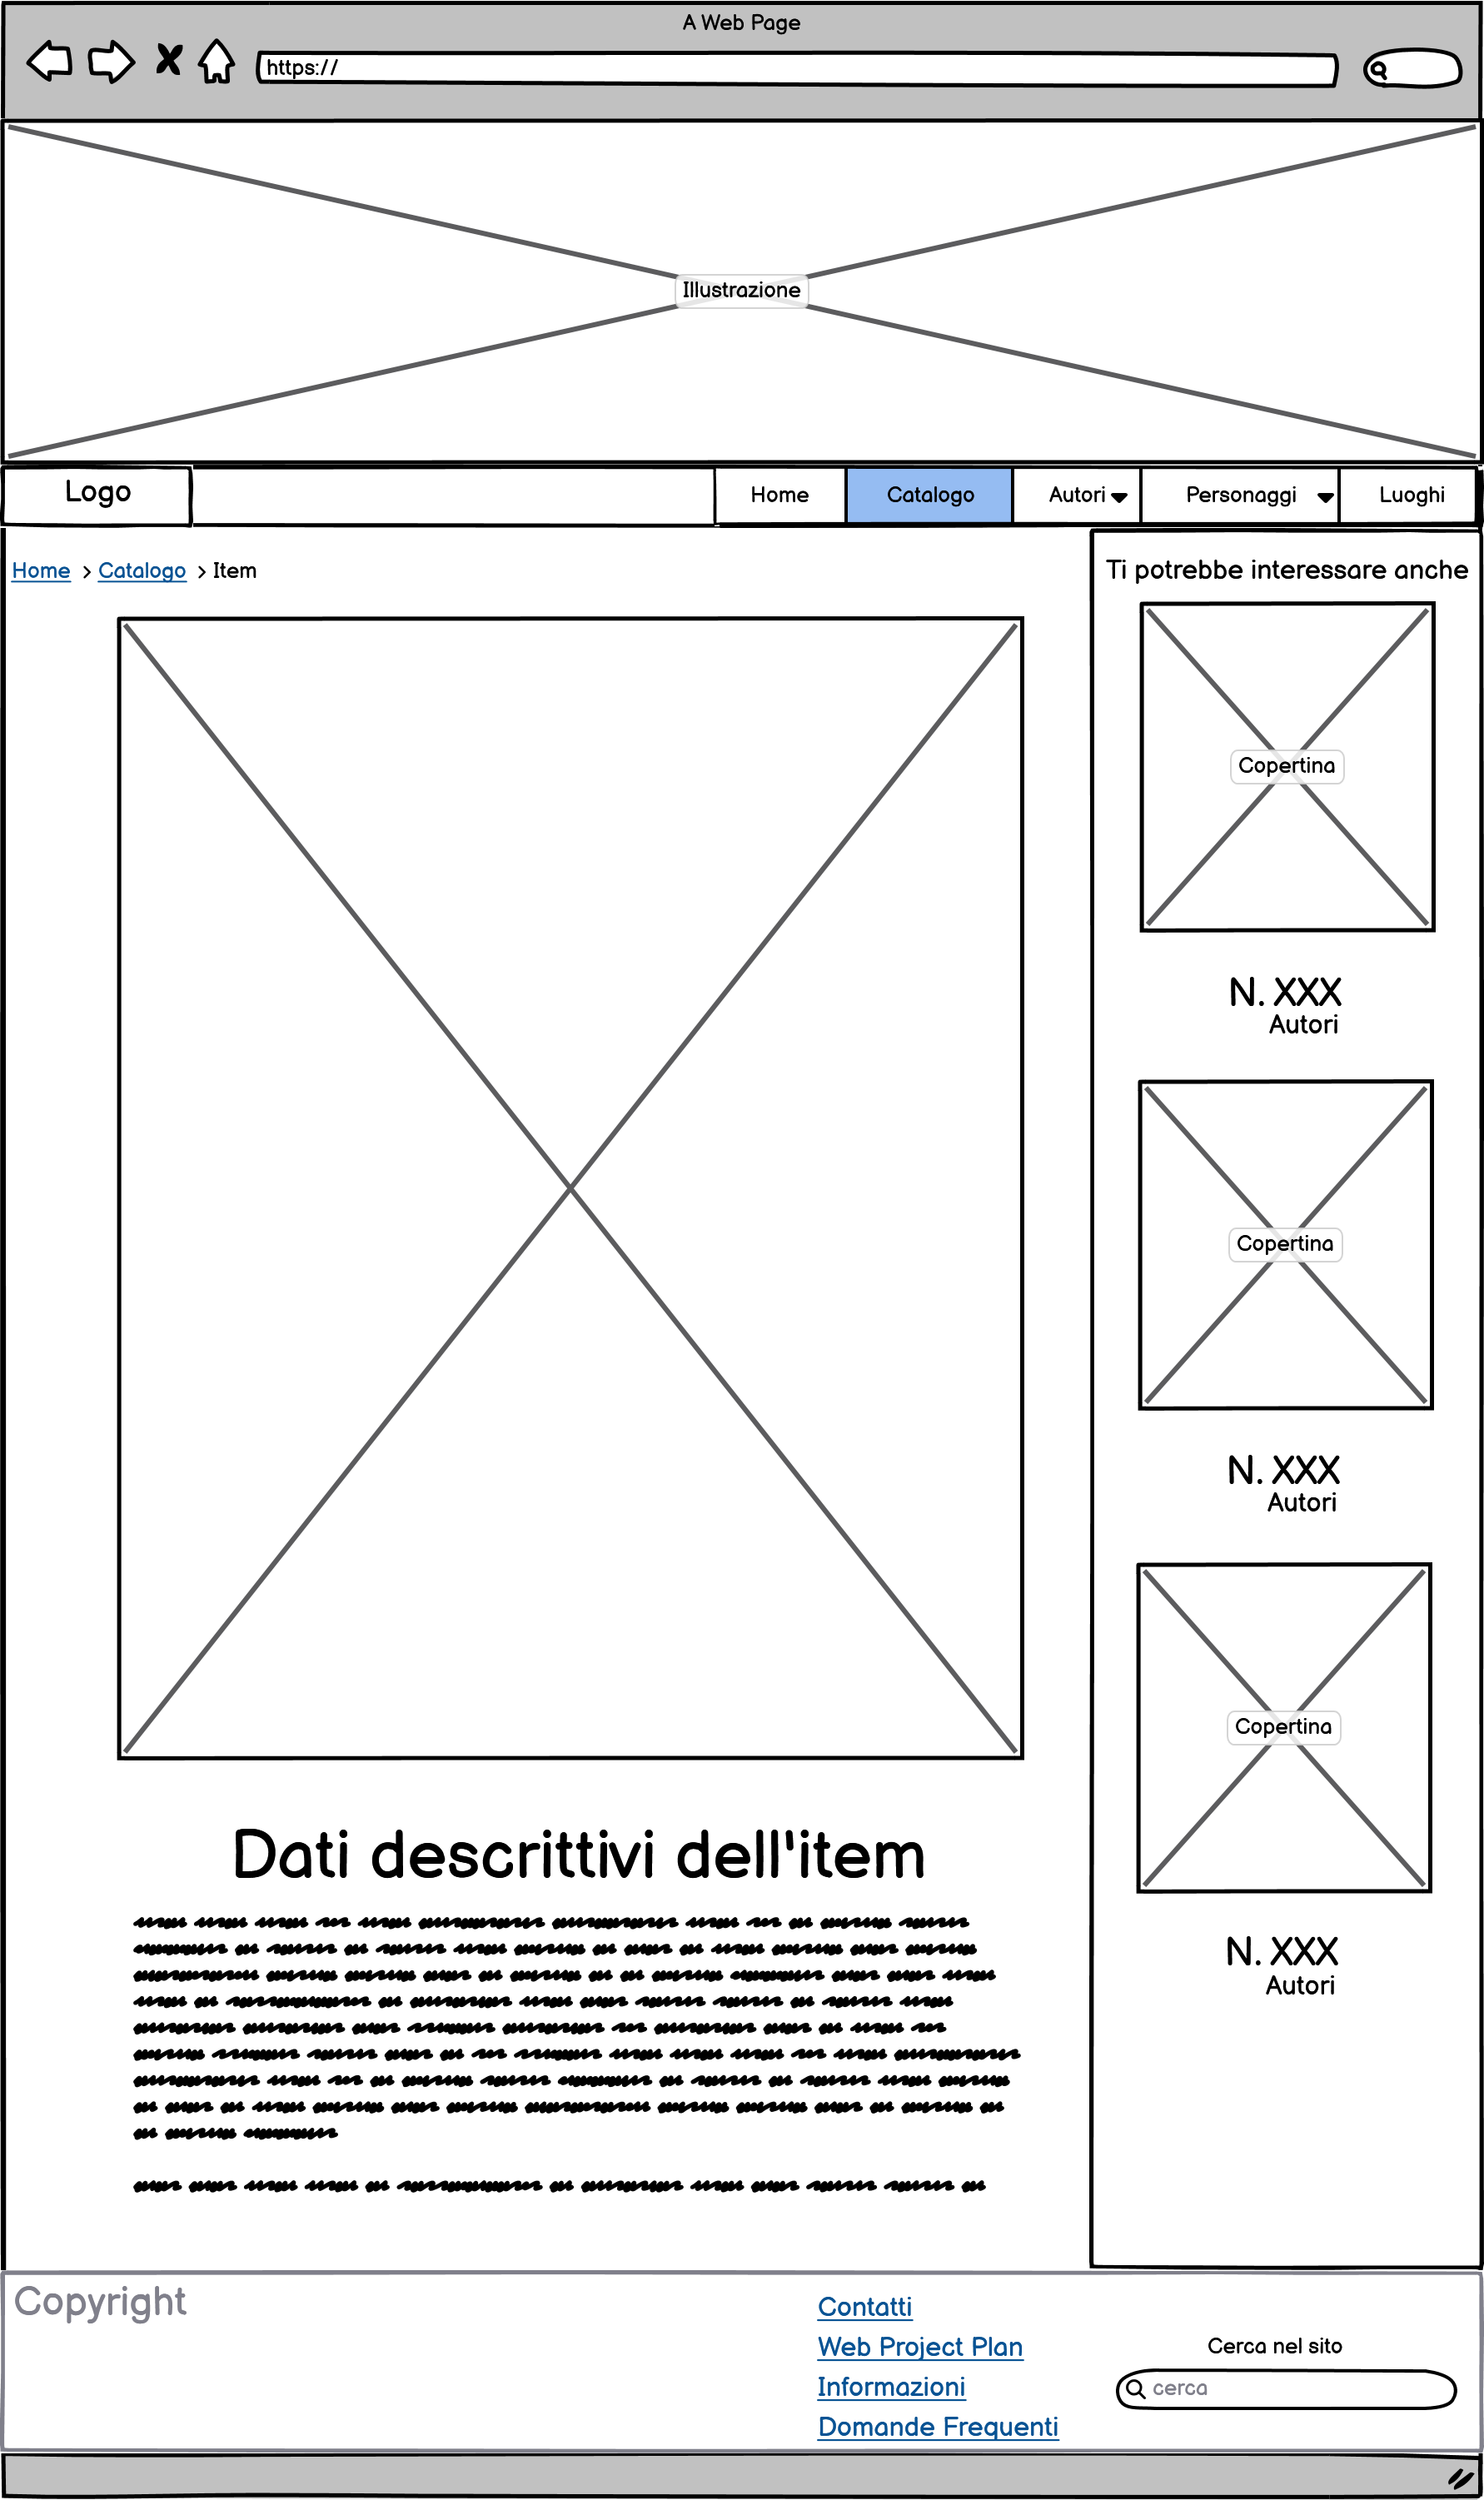 A Web Page
https://
Illustrazione
Logo
Home
Catalogo
Autori
Personaggi
Luoghi
Home > Catalogo > Item
Ti potrebbe interessare anche
Copertina
N. XXX
Autori
Copertina
N. XXX
Autori
Copertina
N. XXX
Autori
Dati descrittivi dell'item
Copyright
Contatti
Web Project Plan
Informazioni
Domande Frequenti
Cerca nel sito
cerca